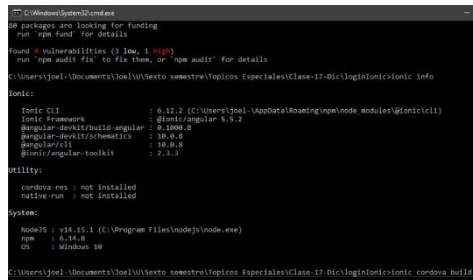 C:\Windows\System32\cmd.exe
80 packages are looking for funding
run `npm fund` for details
found 4 vulnerabilities (3 low, 1 high)
run `npm audit fix` to fix them, or `npm audit` for details
C:\Users\joel-\Documents\Joel\U\Sexto semestre\Topicos Especiales\Clase-17-Dic\loginIonic>ionic info
Ionic:
Ionic CLI : 6.12.2 (C:\Users\joel-\AppData\Roaming\npm\node_modules\@ionic\cli)
Ionic Framework : @ionic/angular 5.5.2
@angular-devkit/build-angular : 0.1000.8
@angular-devkit/schematics : 10.0.8
@angular/cli : 10.0.8
@ionic/angular-toolkit : 2.3.3
Utility:
cordova-res : not installed
native-run : not installed
System:
NodeJS : v14.15.1 (C:\Program Files\nodejs\node.exe)
npm : 6.14.8
OS : Windows 10
C:\Users\joel-\Documents\Joel\U\Sexto semestre\Topicos Especiales\Clase-17-Dic\loginIonic>ionic cordova build